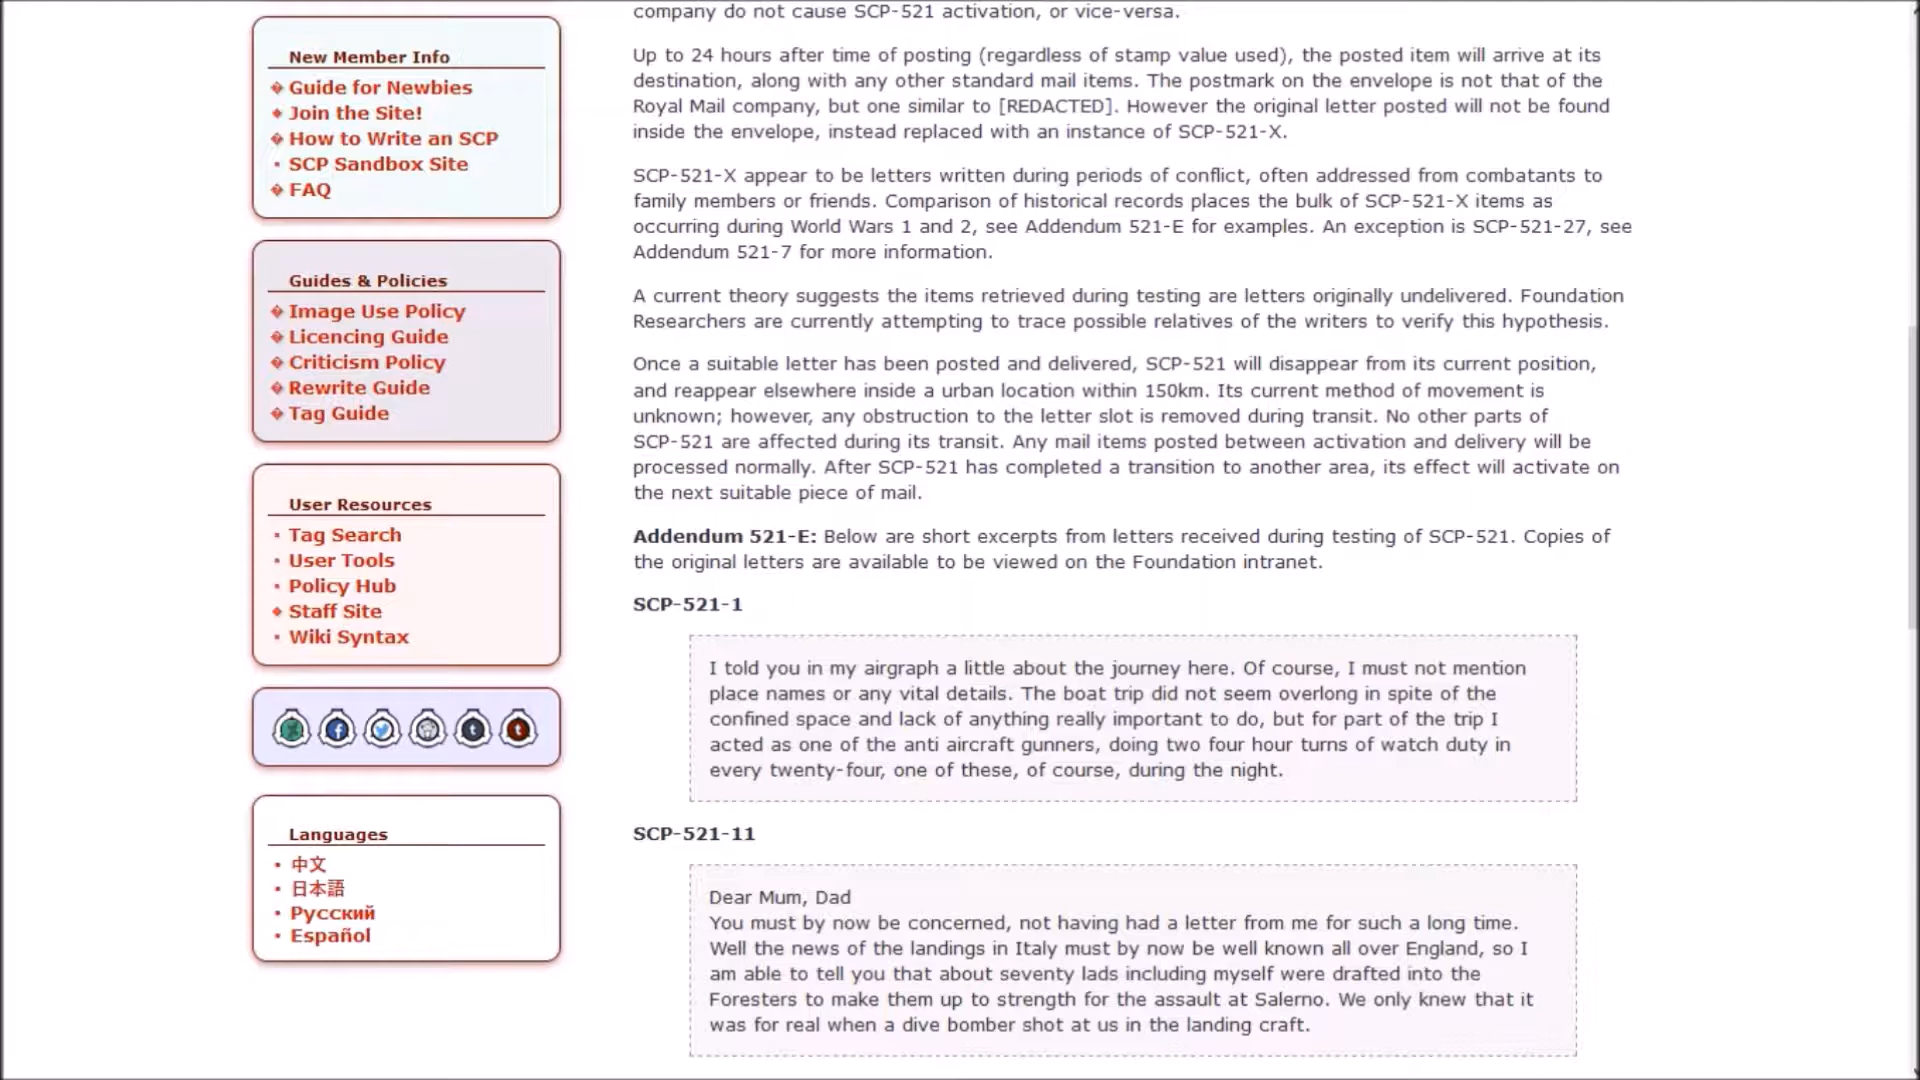 New Member Info
Guide for Newbies
Join the Site!
How to Write an SCP
SCP Sandbox Site
FAQ
Guides & Policies
Image Use Policy
Licencing Guide
Criticism Policy
Rewrite Guide
Tag Guide
User Resources
Tag Search
User Tools
Policy Hub
Staff Site
Wiki Syntax
Languages
中文
日本語
Русский
Español
company do not cause SCP-521 activation, or vice-versa.
Up to 24 hours after time of posting (regardless of stamp value used), the posted item will arrive at its
destination, along with any other standard mail items. The postmark on the envelope is not that of the
Royal Mail company, but one similar to [REDACTED]. However the original letter posted will not be found
inside the envelope, instead replaced with an instance of SCP-521-X.
SCP-521-X appear to be letters written during periods of conflict, often addressed from combatants to
family members or friends. Comparison of historical records places the bulk of SCP-521-X items as
occurring during World Wars 1 and 2, see Addendum 521-E for examples. An exception is SCP-521-27, see
Addendum 521-7 for more information.
A current theory suggests the items retrieved during testing are letters originally undelivered. Foundation
Researchers are currently attempting to trace possible relatives of the writers to verify this hypothesis.
Once a suitable letter has been posted and delivered, SCP-521 will disappear from its current position,
and reappear elsewhere inside a urban location within 150km. Its current method of movement is
unknown; however, any obstruction to the letter slot is removed during transit. No other parts of
SCP-521 are affected during its transit. Any mail items posted between activation and delivery will be
processed normally. After SCP-521 has completed a transition to another area, its effect will activate on
the next suitable piece of mail.
Addendum 521-E: Below are short excerpts from letters received during testing of SCP-521. Copies of
the original letters are available to be viewed on the Foundation intranet.
SCP-521-1
I told you in my airgraph a little about the journey here. Of course, I must not mention
place names or any vital details. The boat trip did not seem overlong in spite of the
confined space and lack of anything really important to do, but for part of the trip I
acted as one of the anti aircraft gunners, doing two four hour turns of watch duty in
every twenty-four, one of these, of course, during the night.
SCP-521-11
Dear Mum, Dad
You must by now be concerned, not having had a letter from me for such a long time.
Well the news of the landings in Italy must by now be well known all over England, so I
am able to tell you that about seventy lads including myself were drafted into the
Foresters to make them up to strength for the assault at Salerno. We only knew that it
was for real when a dive bomber shot at us in the landing craft.